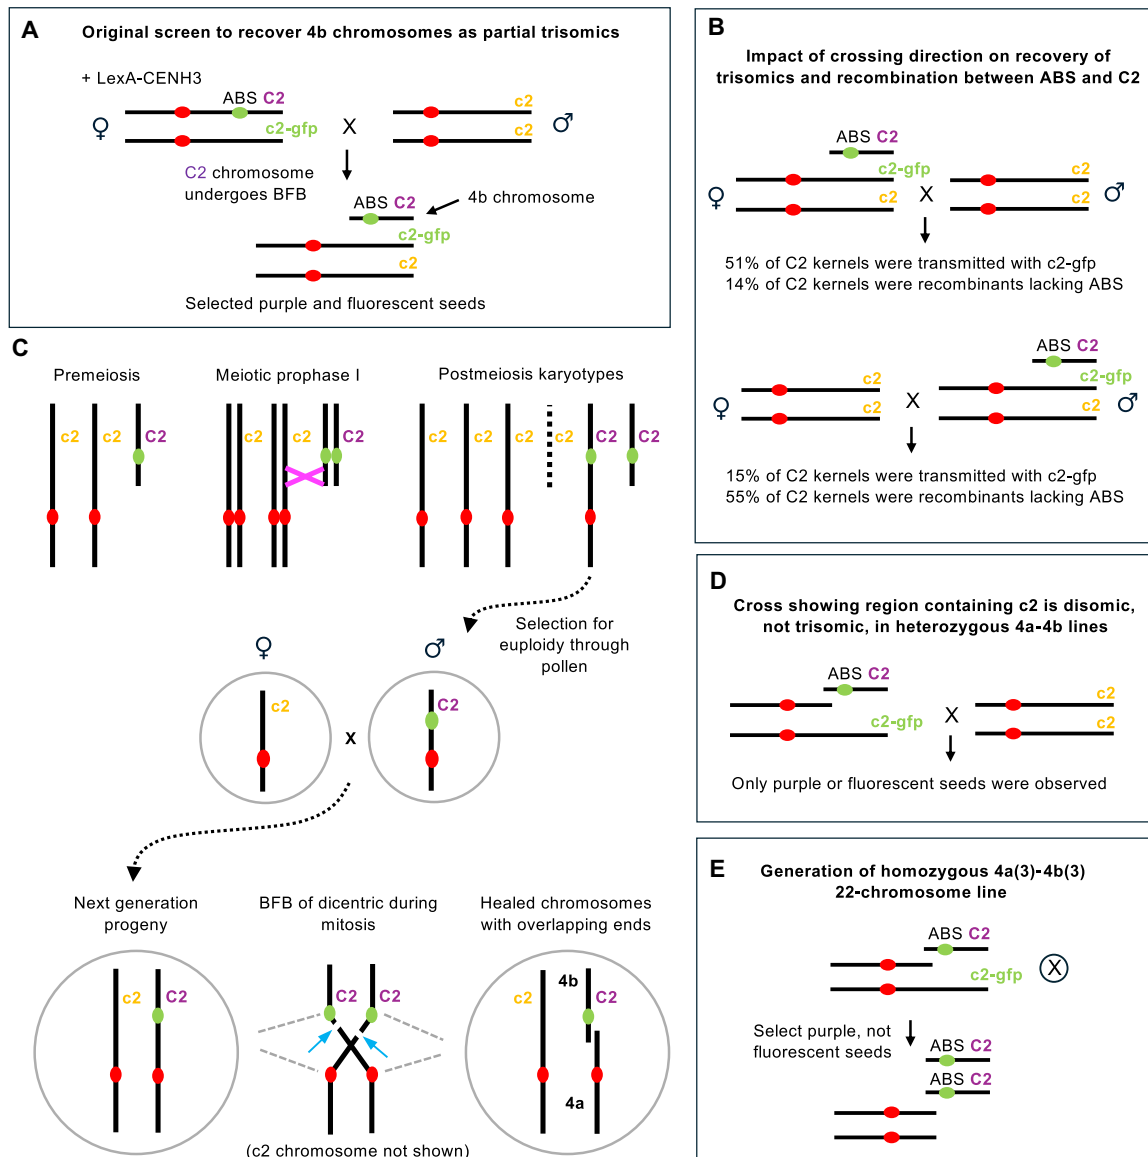 A
Original screen to recover 4b chromosomes as partial trisomics
+ LexA-CENH3
ABS C2
c2-gfp
♀
X
c2
c2
♂
C2 chromosome
undergoes BFB
ABS C2
4b chromosome
c2-gfp
c2
Selected purple and fluorescent seeds
B
Impact of crossing direction on recovery of
trisomics and recombination between ABS and C2
ABS C2
c2-gfp
c2
♀
X
c2
c2
♂
51% of C2 kernels were transmitted with c2-gfp
14% of C2 kernels were recombinants lacking ABS
ABS C2
♀
c2
c2
X
c2-gfp
c2
♂
15% of C2 kernels were transmitted with c2-gfp
55% of C2 kernels were recombinants lacking ABS
C
Premeiosis
Meiotic prophase I
Postmeiosis karyotypes
c2 c2 C2
c2 c2 C2
c2 c2 c2 c2 C2 C2
Selection for
euploidy through
pollen
♀
♂
c2
x
C2
Next generation
progeny
BFB of dicentric during
mitosis
Healed chromosomes
with overlapping ends
c2 C2
C2 C2
c2 4b C2
4a
(c2 chromosome not shown)
D
Cross showing region containing c2 is disomic,
not trisomic, in heterozygous 4a-4b lines
ABS C2
c2-gfp
X
c2
c2
Only purple or fluorescent seeds were observed
E
Generation of homozygous 4a(3)-4b(3)
22-chromosome line
ABS C2
c2-gfp
X
Select purple, not
fluorescent seeds
ABS C2
ABS C2